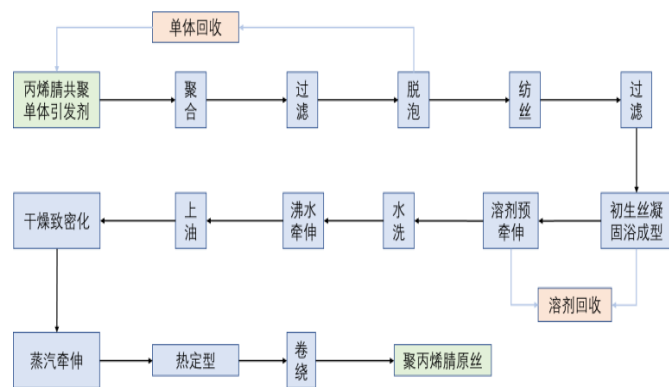 单体回收
丙烯腈共聚
单体引发剂
聚合
过滤
脱泡
纺丝
过滤
干燥致密化
上油
沸水
牵伸
水洗
溶剂预
牵伸
初生丝凝
固浴成型
溶剂回收
蒸汽牵伸
热定型
卷绕
聚丙烯腈原丝